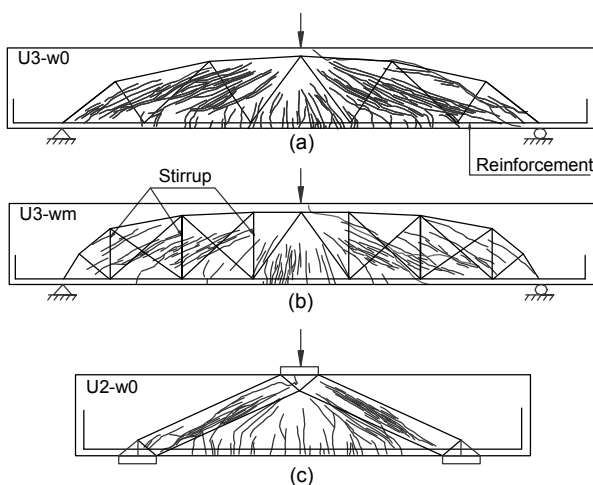 U3-w0
(a)
Reinforcement
Stirrup
U3-wm
(b)
U2-w0
(c)